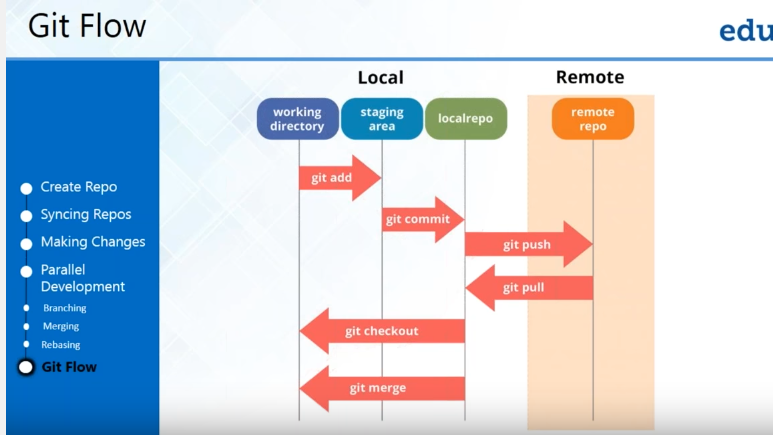 Git Flow
edu
Create Repo
Syncing Repos
Making Changes
Parallel
Development
Branching
Merging
Rebasing
Git Flow
Local
Remote
working
directory
staging
area
localrepo
remote
repo
git add
git commit
git push
git pull
git checkout
git merge